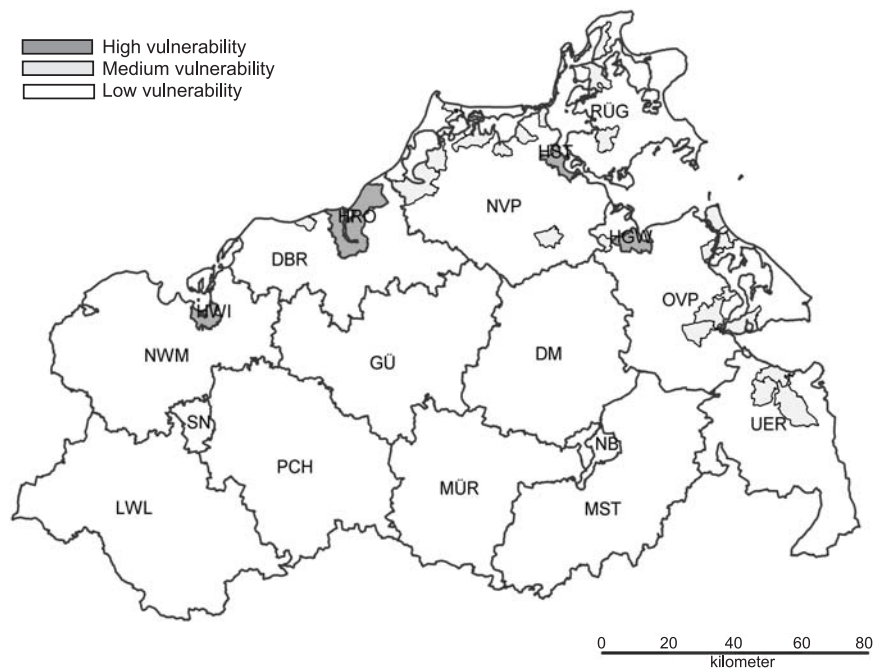 High vulnerability
Medium vulnerability
Low vulnerability
RÜG
HST
NVP
HRO
HGW
DBR
OVP
HWI
NWM
GÜ
DM
SN
UER
NB
PCH
MÜR
LWL
MST
0 20 40 60 80
kilometer